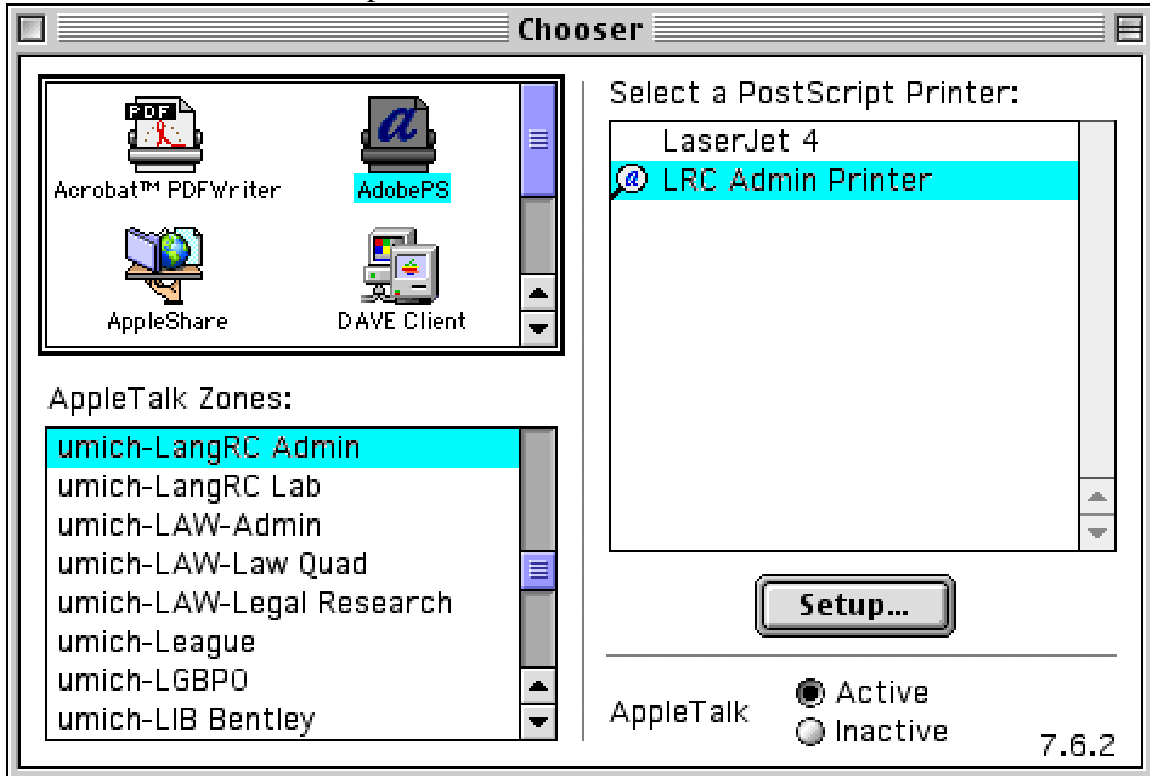 Chooser
PDF
Acrobat™ PDFWriter
AdobePS
AppleShare
DAVE Client
AppleTalk Zones:
umich-LangRC Admin
umich-LangRC Lab
umich-LAW-Admin
umich-LAW-Law Quad
umich-LAW-Legal Research
umich-League
umich-LGBPO
umich-LIB Bentley
Select a PostScript Printer:
LaserJet 4
LRC Admin Printer
Setup...
AppleTalk
Active
Inactive
7.6.2